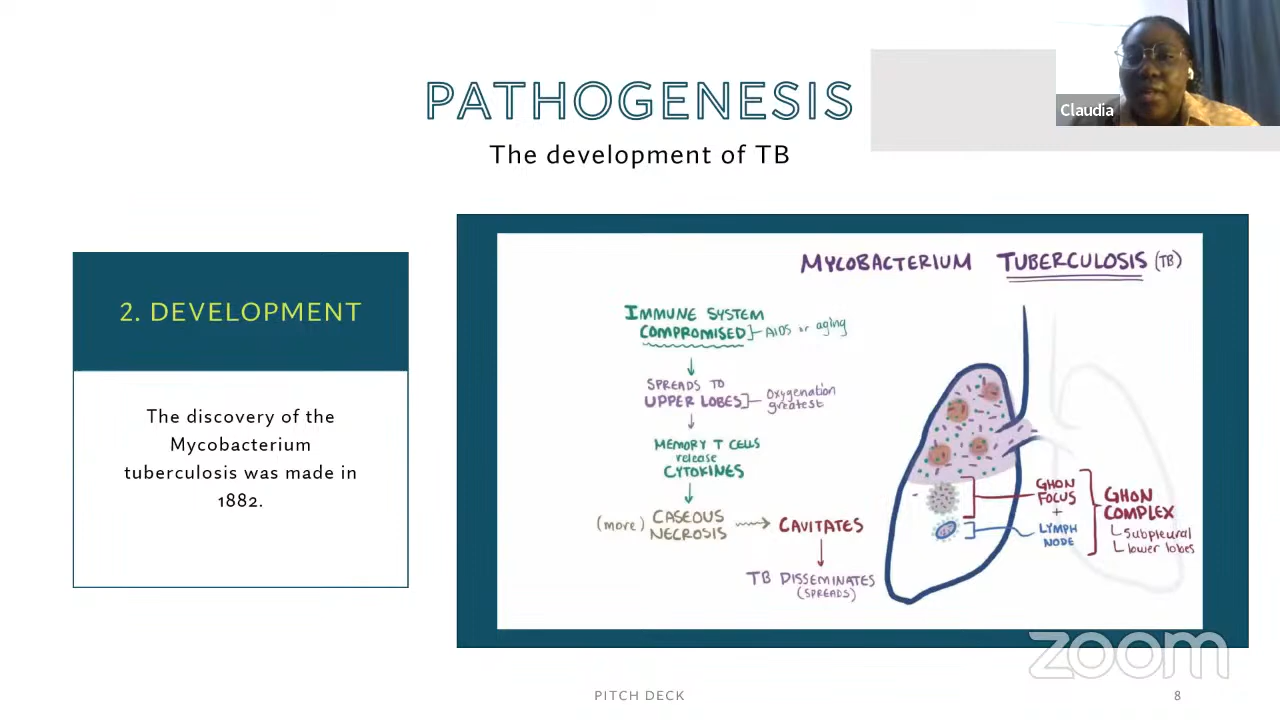 PATHOGENESIS
The development of TB
Claudia
2. DEVELOPMENT
The discovery of the
Mycobacterium
tuberculosis was made in
1882.
MYCOBACTERIUM TUBERCULOSIS (TB)
IMMUNE SYSTEM
COMPROMISED
AIDS or aging
SPREADS TO
UPPER LOBES
Oxygenation
greatest
MEMORY T CELLS
release
CYTOKINES
(more) CASEOUS
NECROSIS
CAVITATES
TB DISSEMINATES
(SPREADS)
GHON
FOCUS
+
LYMPH
NODE
GHON
COMPLEX
subpleural
lower lobes
zoom
PITCH DECK
8